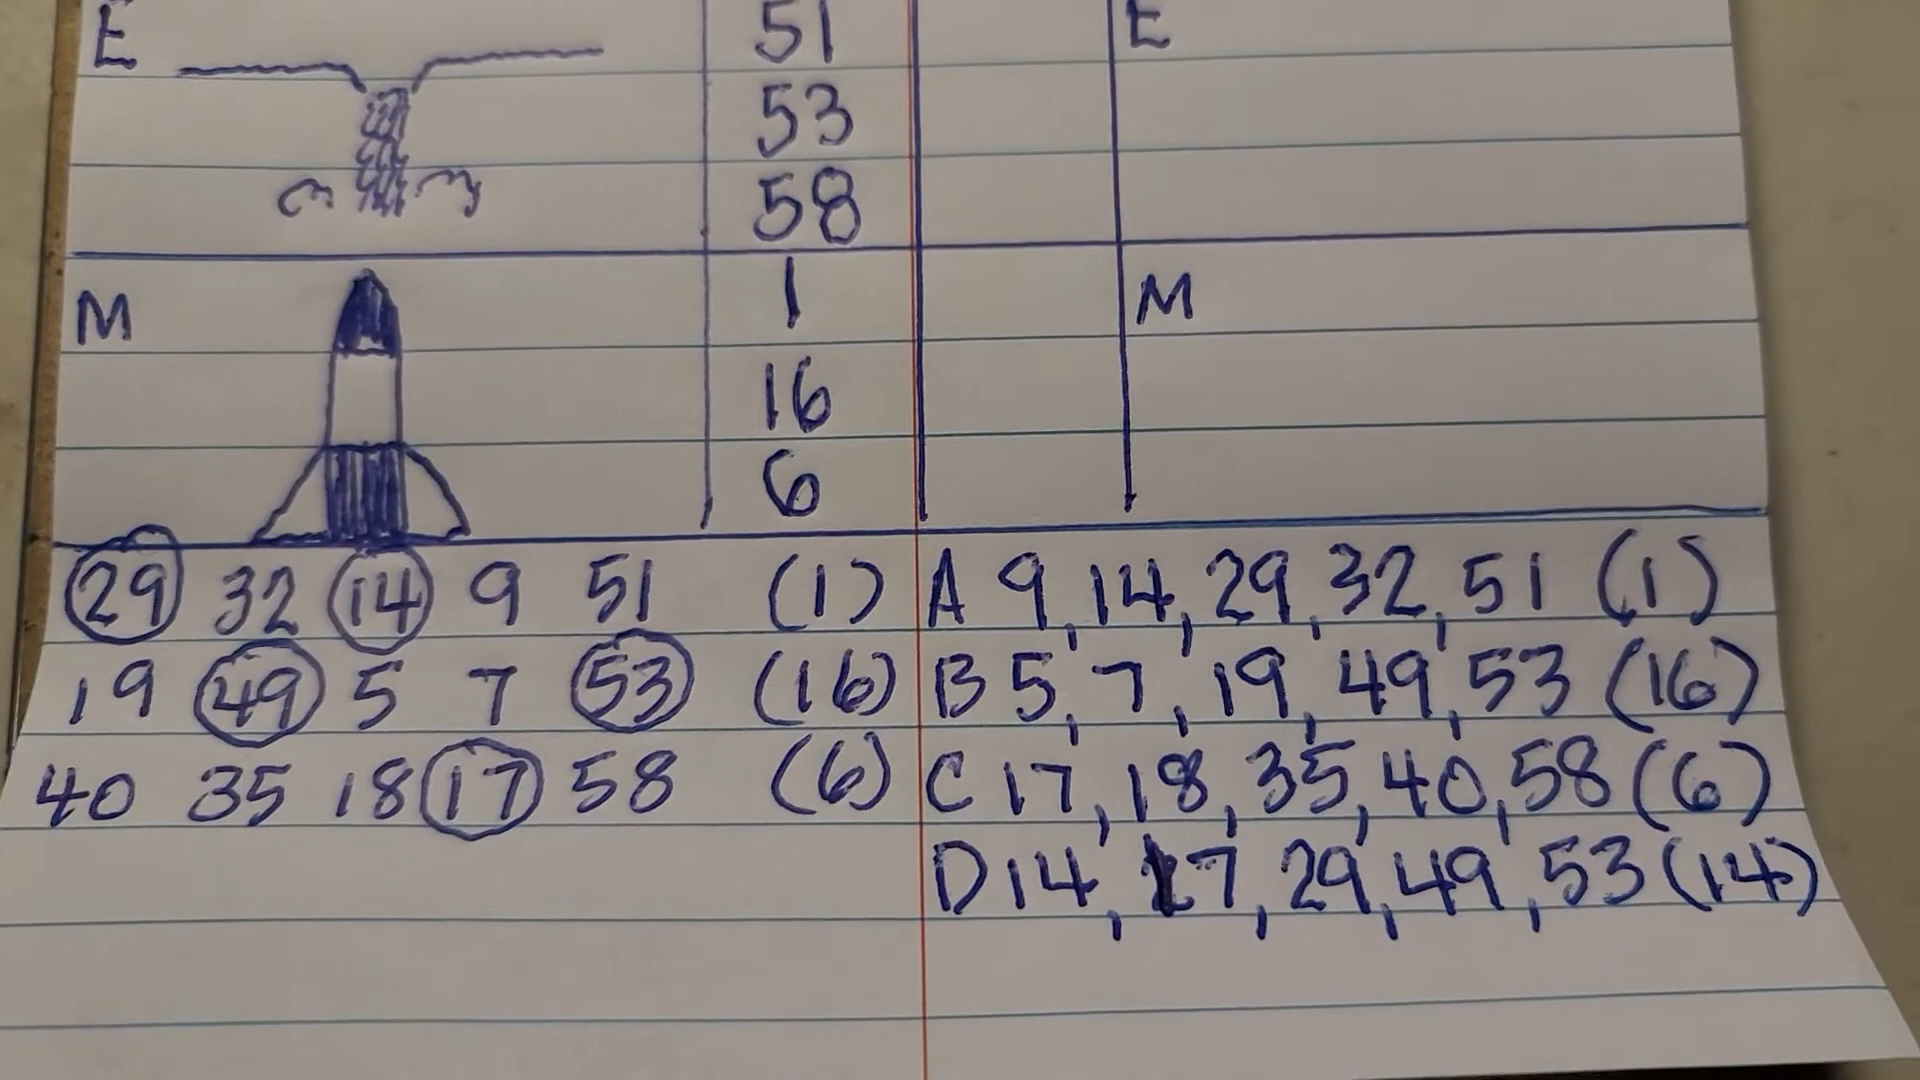 E 51 E
53
58
M 1 M
16
6
29 32 14 9 51 (1) A 9, 14, 29, 32, 51 (1)
19 49 5 7 53 (16) B 5, 7, 19, 49, 53 (16)
40 35 18 17 58 (6) C 17, 18, 35, 40, 58 (6)
D 14, 17, 29, 49, 53 (14)